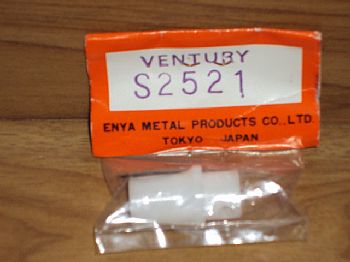 VENTURY
S2521
ENYA METAL PRODUCTS CO.,LTD.
TOKYO JAPAN